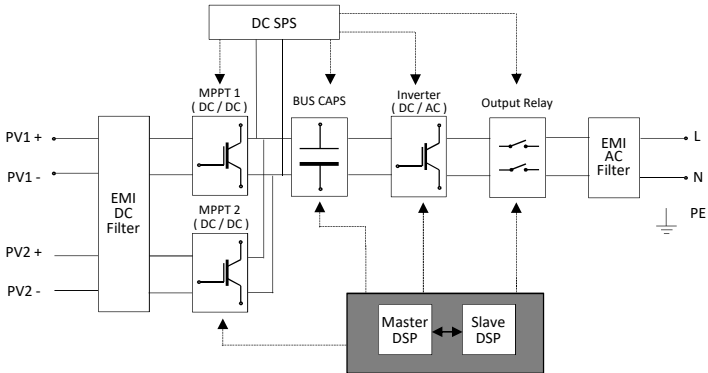 DC SPS
MPPT 1
( DC / DC )
BUS CAPS
Inverter
( DC / AC )
Output Relay
PV1 +
PV1 -
EMI
DC
Filter
EMI
AC
Filter
L
N
PE
MPPT 2
( DC / DC )
PV2 +
PV2 -
Master
DSP
Slave
DSP